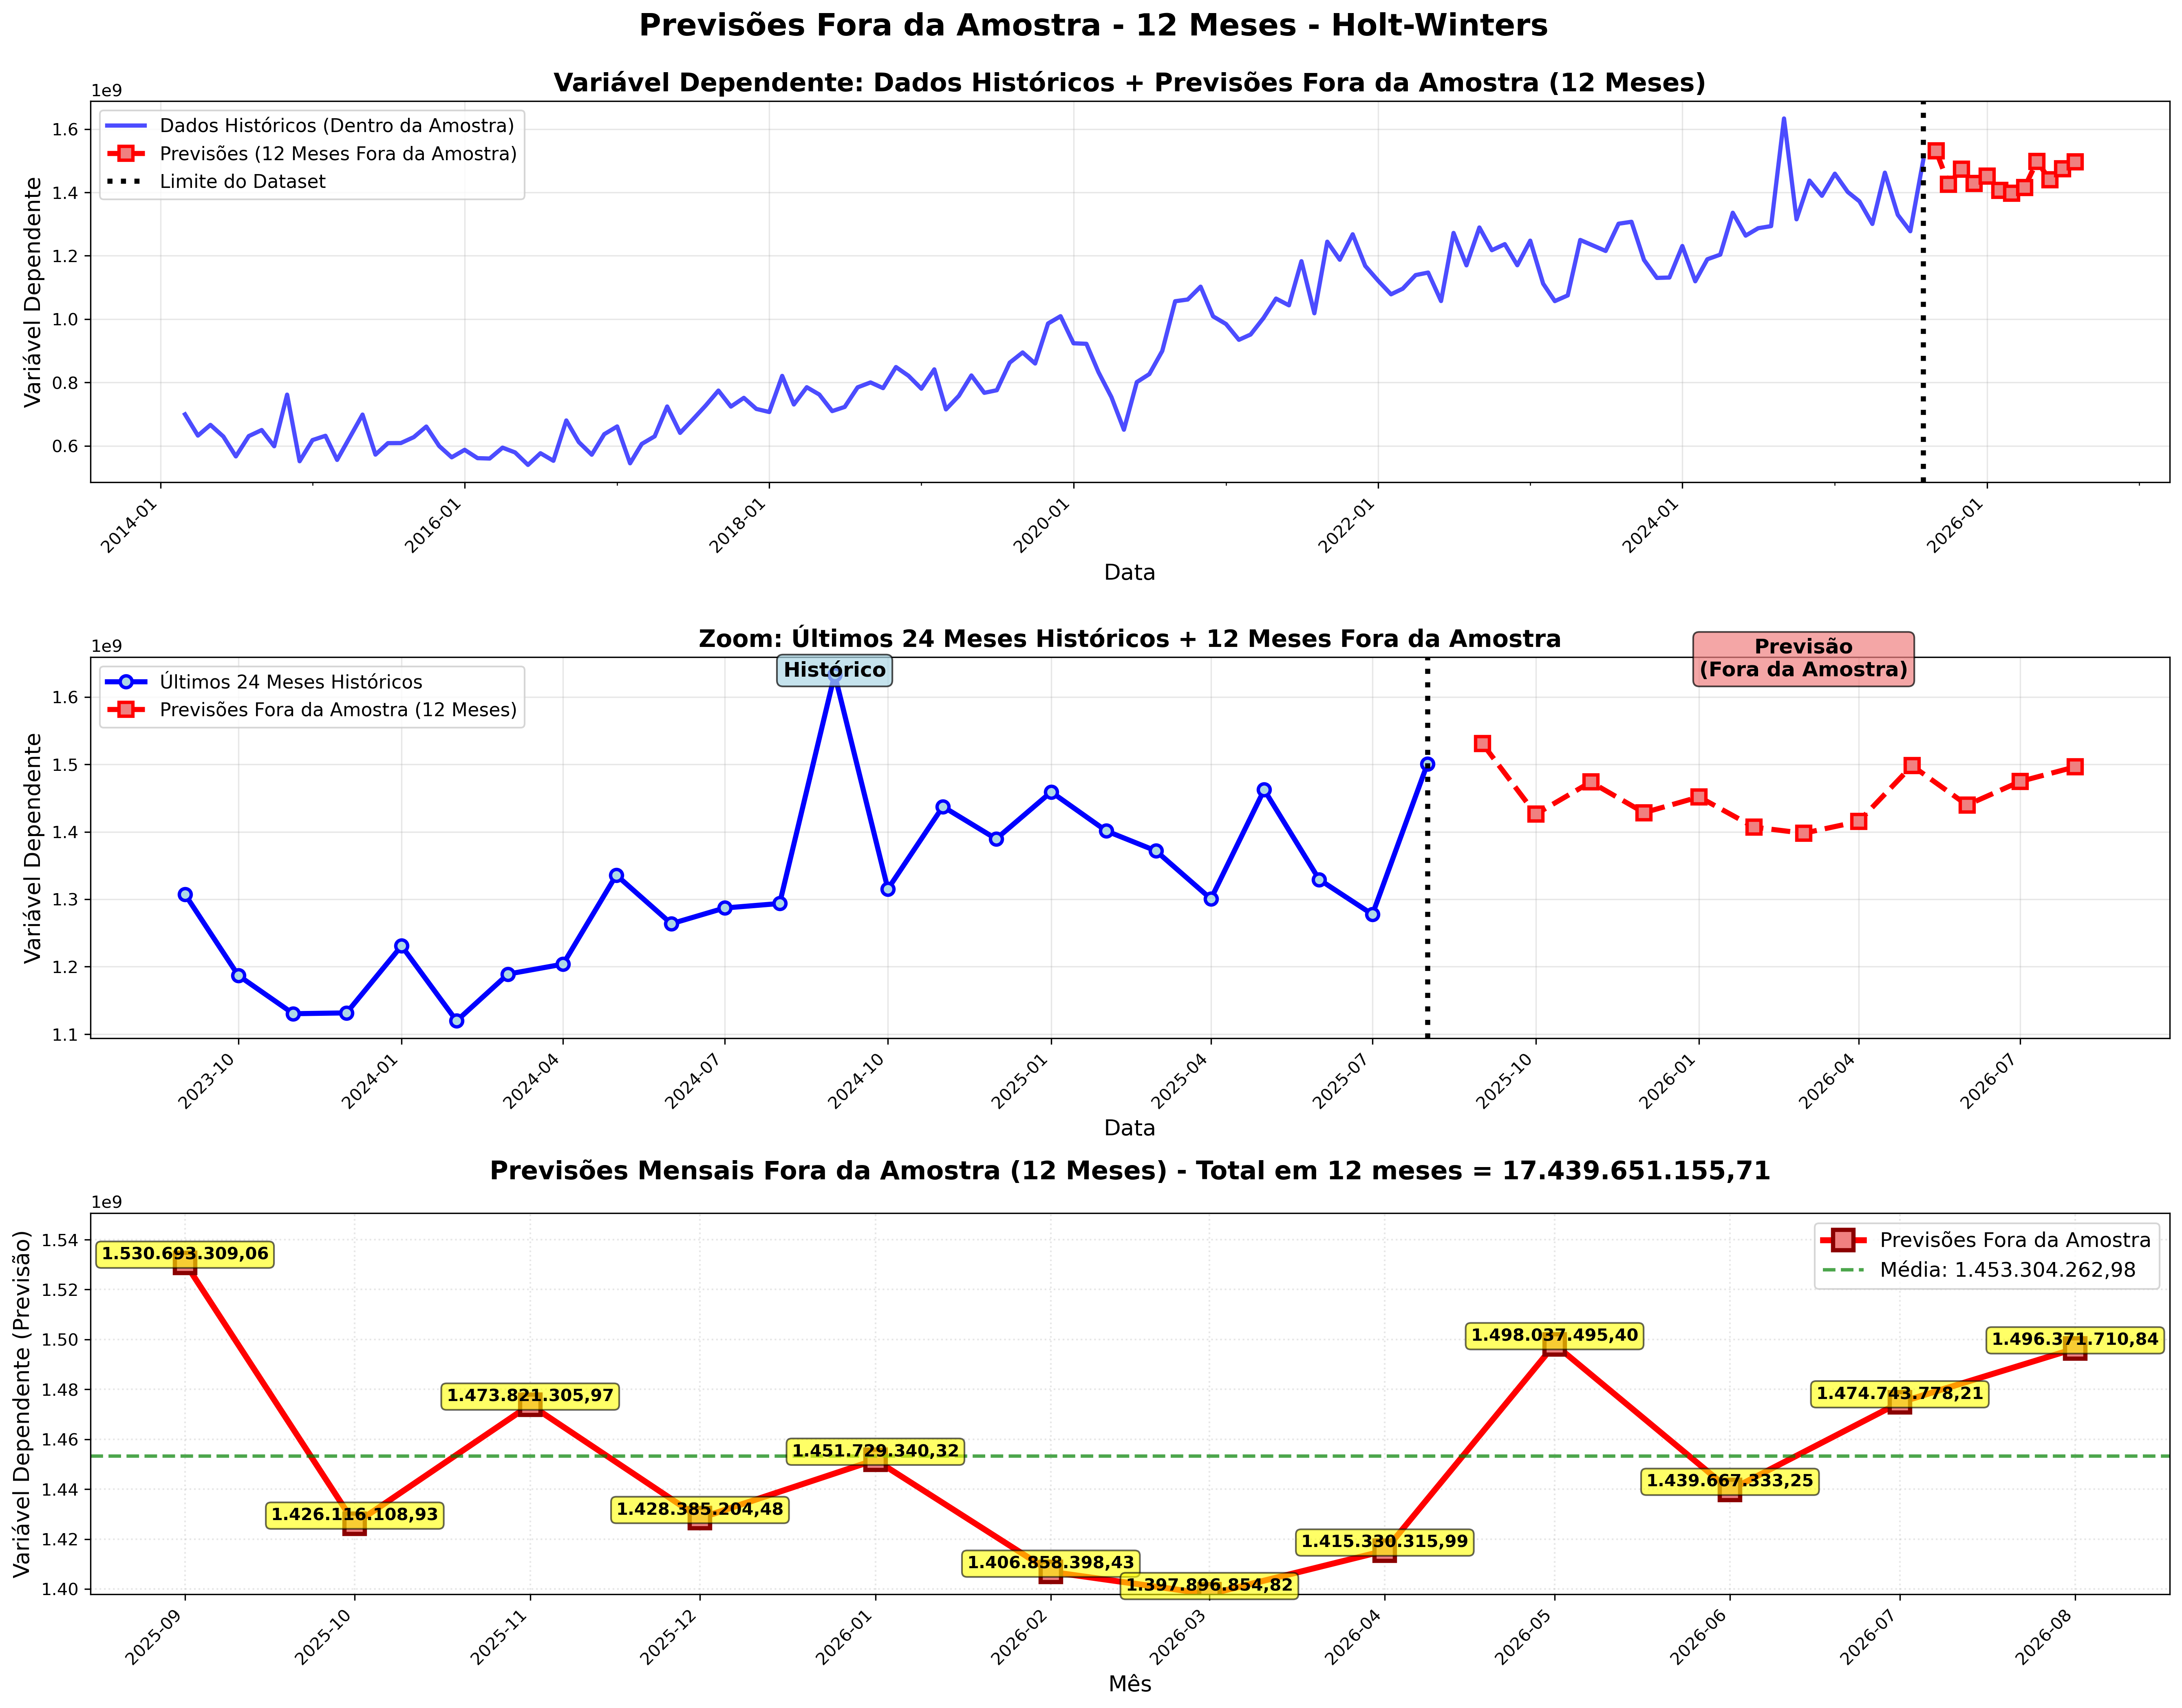 Previsões Fora da Amostra - 12 Meses - Holt-Winters
Variável Dependente: Dados Históricos + Previsões Fora da Amostra (12 Meses)
1e9
Dados Históricos (Dentro da Amostra)
Previsões (12 Meses Fora da Amostra)
Limite do Dataset
Variável Dependente
1.6
1.4
1.2
1.0
0.8
0.6
2014-01
2016-01
2018-01
2020-01
2022-01
2024-01
2026-01
Data
Zoom: Últimos 24 Meses Históricos + 12 Meses Fora da Amostra
1e9
Últimos 24 Meses Históricos
Previsões Fora da Amostra (12 Meses)
Histórico
Previsão
(Fora da Amostra)
Variável Dependente
1.6
1.5
1.4
1.3
1.2
1.1
2023-10
2024-01
2024-04
2024-07
2024-10
2025-01
2025-04
2025-07
2025-10
2026-01
2026-04
2026-07
Data
Previsões Mensais Fora da Amostra (12 Meses) - Total em 12 meses = 17.439.651.155,71
1e9
Previsões Fora da Amostra
Média: 1.453.304.262,98
Variável Dependente (Previsão)
1.54
1.52
1.50
1.48
1.46
1.44
1.42
1.40
1.530.693.309,06
1.426.116.108,93
1.473.821.305,97
1.428.385.204,48
1.451.729.340,32
1.406.858.398,43
1.397.896.854,82
1.415.330.315,99
1.498.037.495,40
1.439.667.333,25
1.474.743.778,21
1.496.371.710,84
2025-09
2025-10
2025-11
2025-12
2026-01
2026-02
2026-03
2026-04
2026-05
2026-06
2026-07
2026-08
Mês